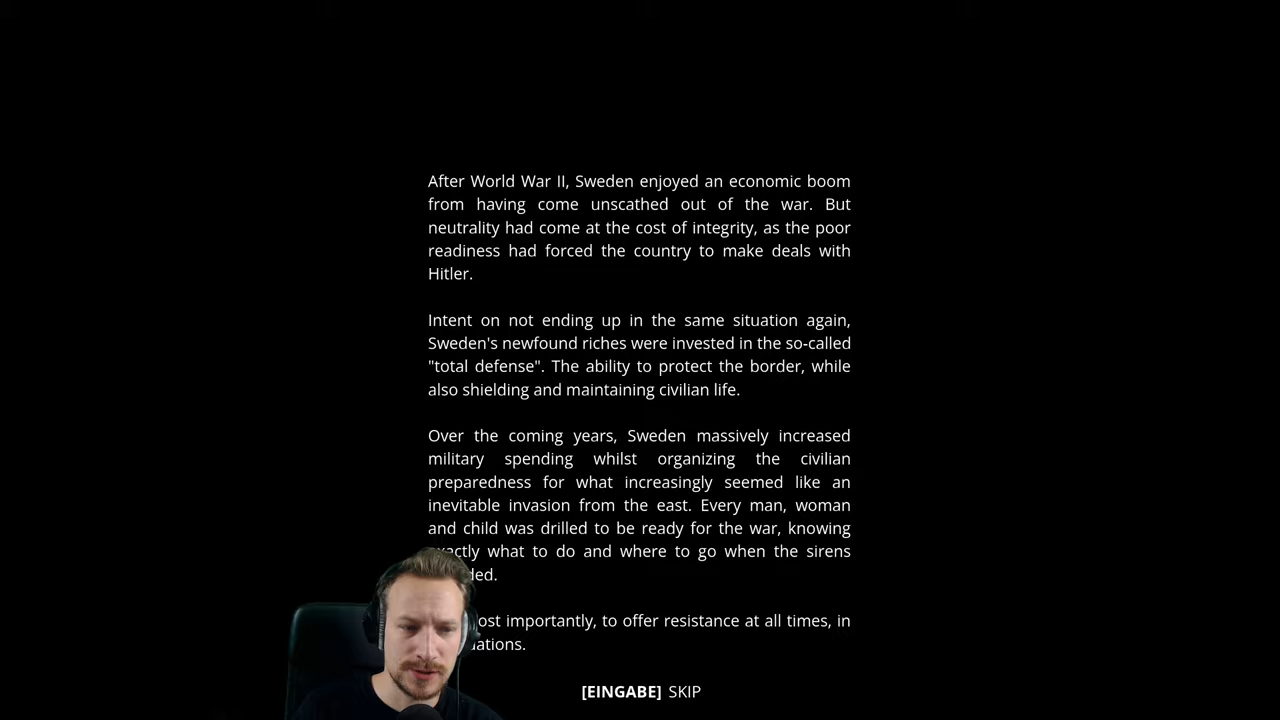 After World War II, Sweden enjoyed an economic boom
from having come unscathed out of the war. But
neutrality had come at the cost of integrity, as the poor
readiness had forced the country to make deals with
Hitler.
Intent on not ending up in the same situation again,
Sweden's newfound riches were invested in the so-called
"total defense". The ability to protect the border, while
also shielding and maintaining civilian life.
Over the coming years, Sweden massively increased
military spending whilst organizing the civilian
preparedness for what increasingly seemed like an
inevitable invasion from the east. Every man, woman
and child was drilled to be ready for the war, knowing
exactly what to do and where to go when the sirens
importantly, to offer resistance at all times, in
[EINGABE] SKIP